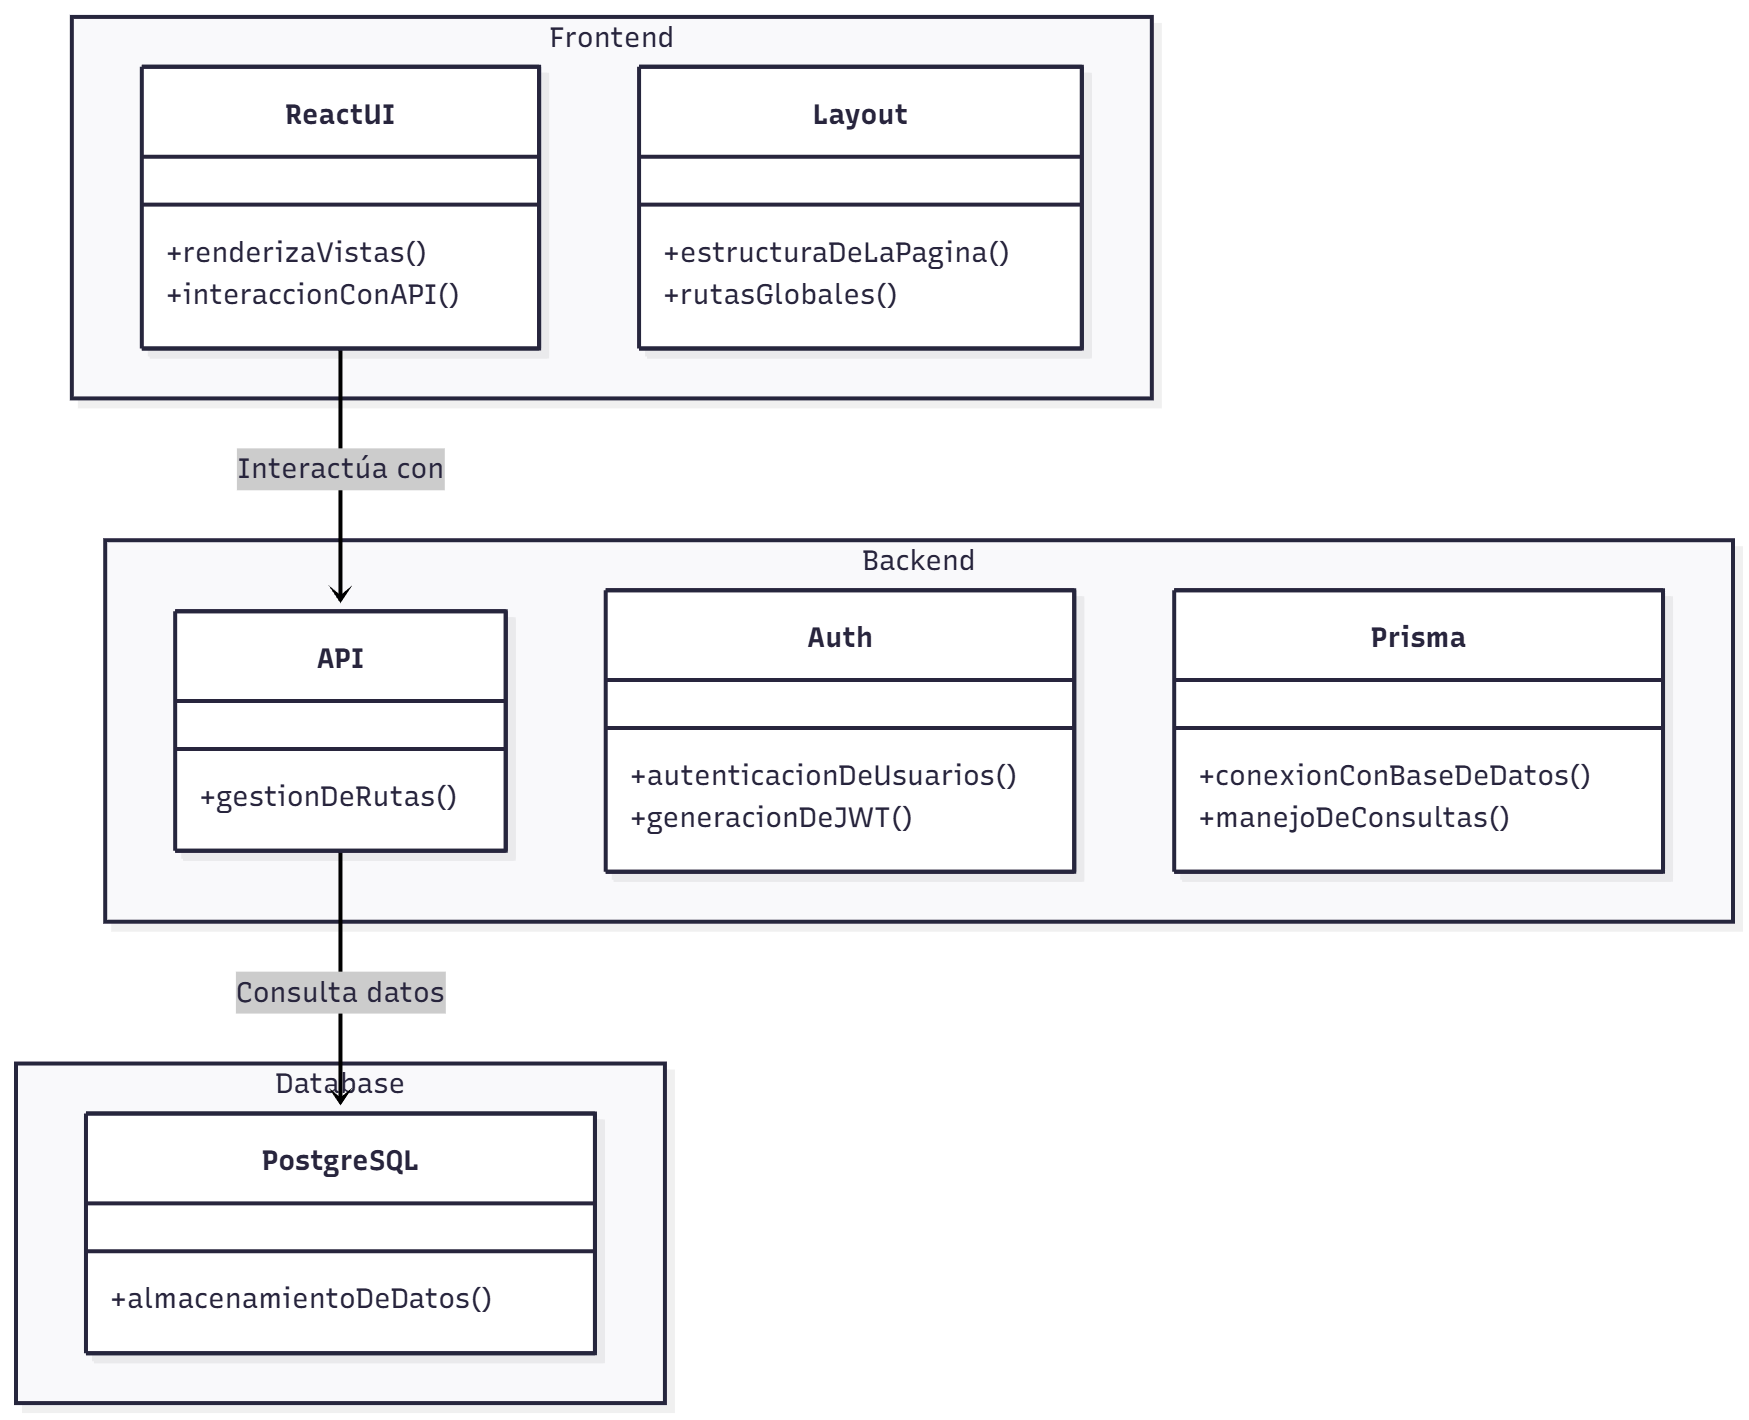 Frontend
ReactUI
+renderizaVistas()
+interaccionConAPI()
Layout
+estructuraDeLaPagina()
+rutasGlobales()
Interactúa con
Backend
API
+gestionDeRutas()
Auth
+autenticacionDeUsuarios()
+generacionDeJWT()
Prisma
+conexionConBaseDeDatos()
+manejoDeConsultas()
Consulta datos
Database
PostgreSQL
+almacenamientoDeDatos()